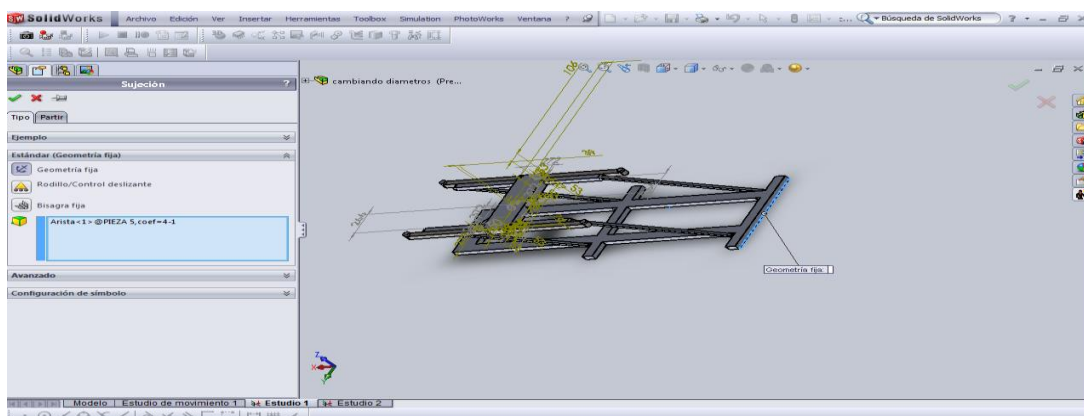 SolidWorks Archivo Edición Ver Insertar Herramientas Toolbox Simulation PhotoWorks Ventana ? Búsqueda de SolidWorks ?
cambiando diametros (Pre...
Sujeción ?
Tipo Partir
Ejemplo
Estándar (Geometría fija)
Geometría fija
Rodillo/Control deslizante
Bisagra fija
Arista<1>@PIEZA 5,coef=4-1
Geometría fija:
Avanzado
Configuración de símbolo
Z
X
Y
Modelo Estudio de movimiento 1 Estudio 1 Estudio 2